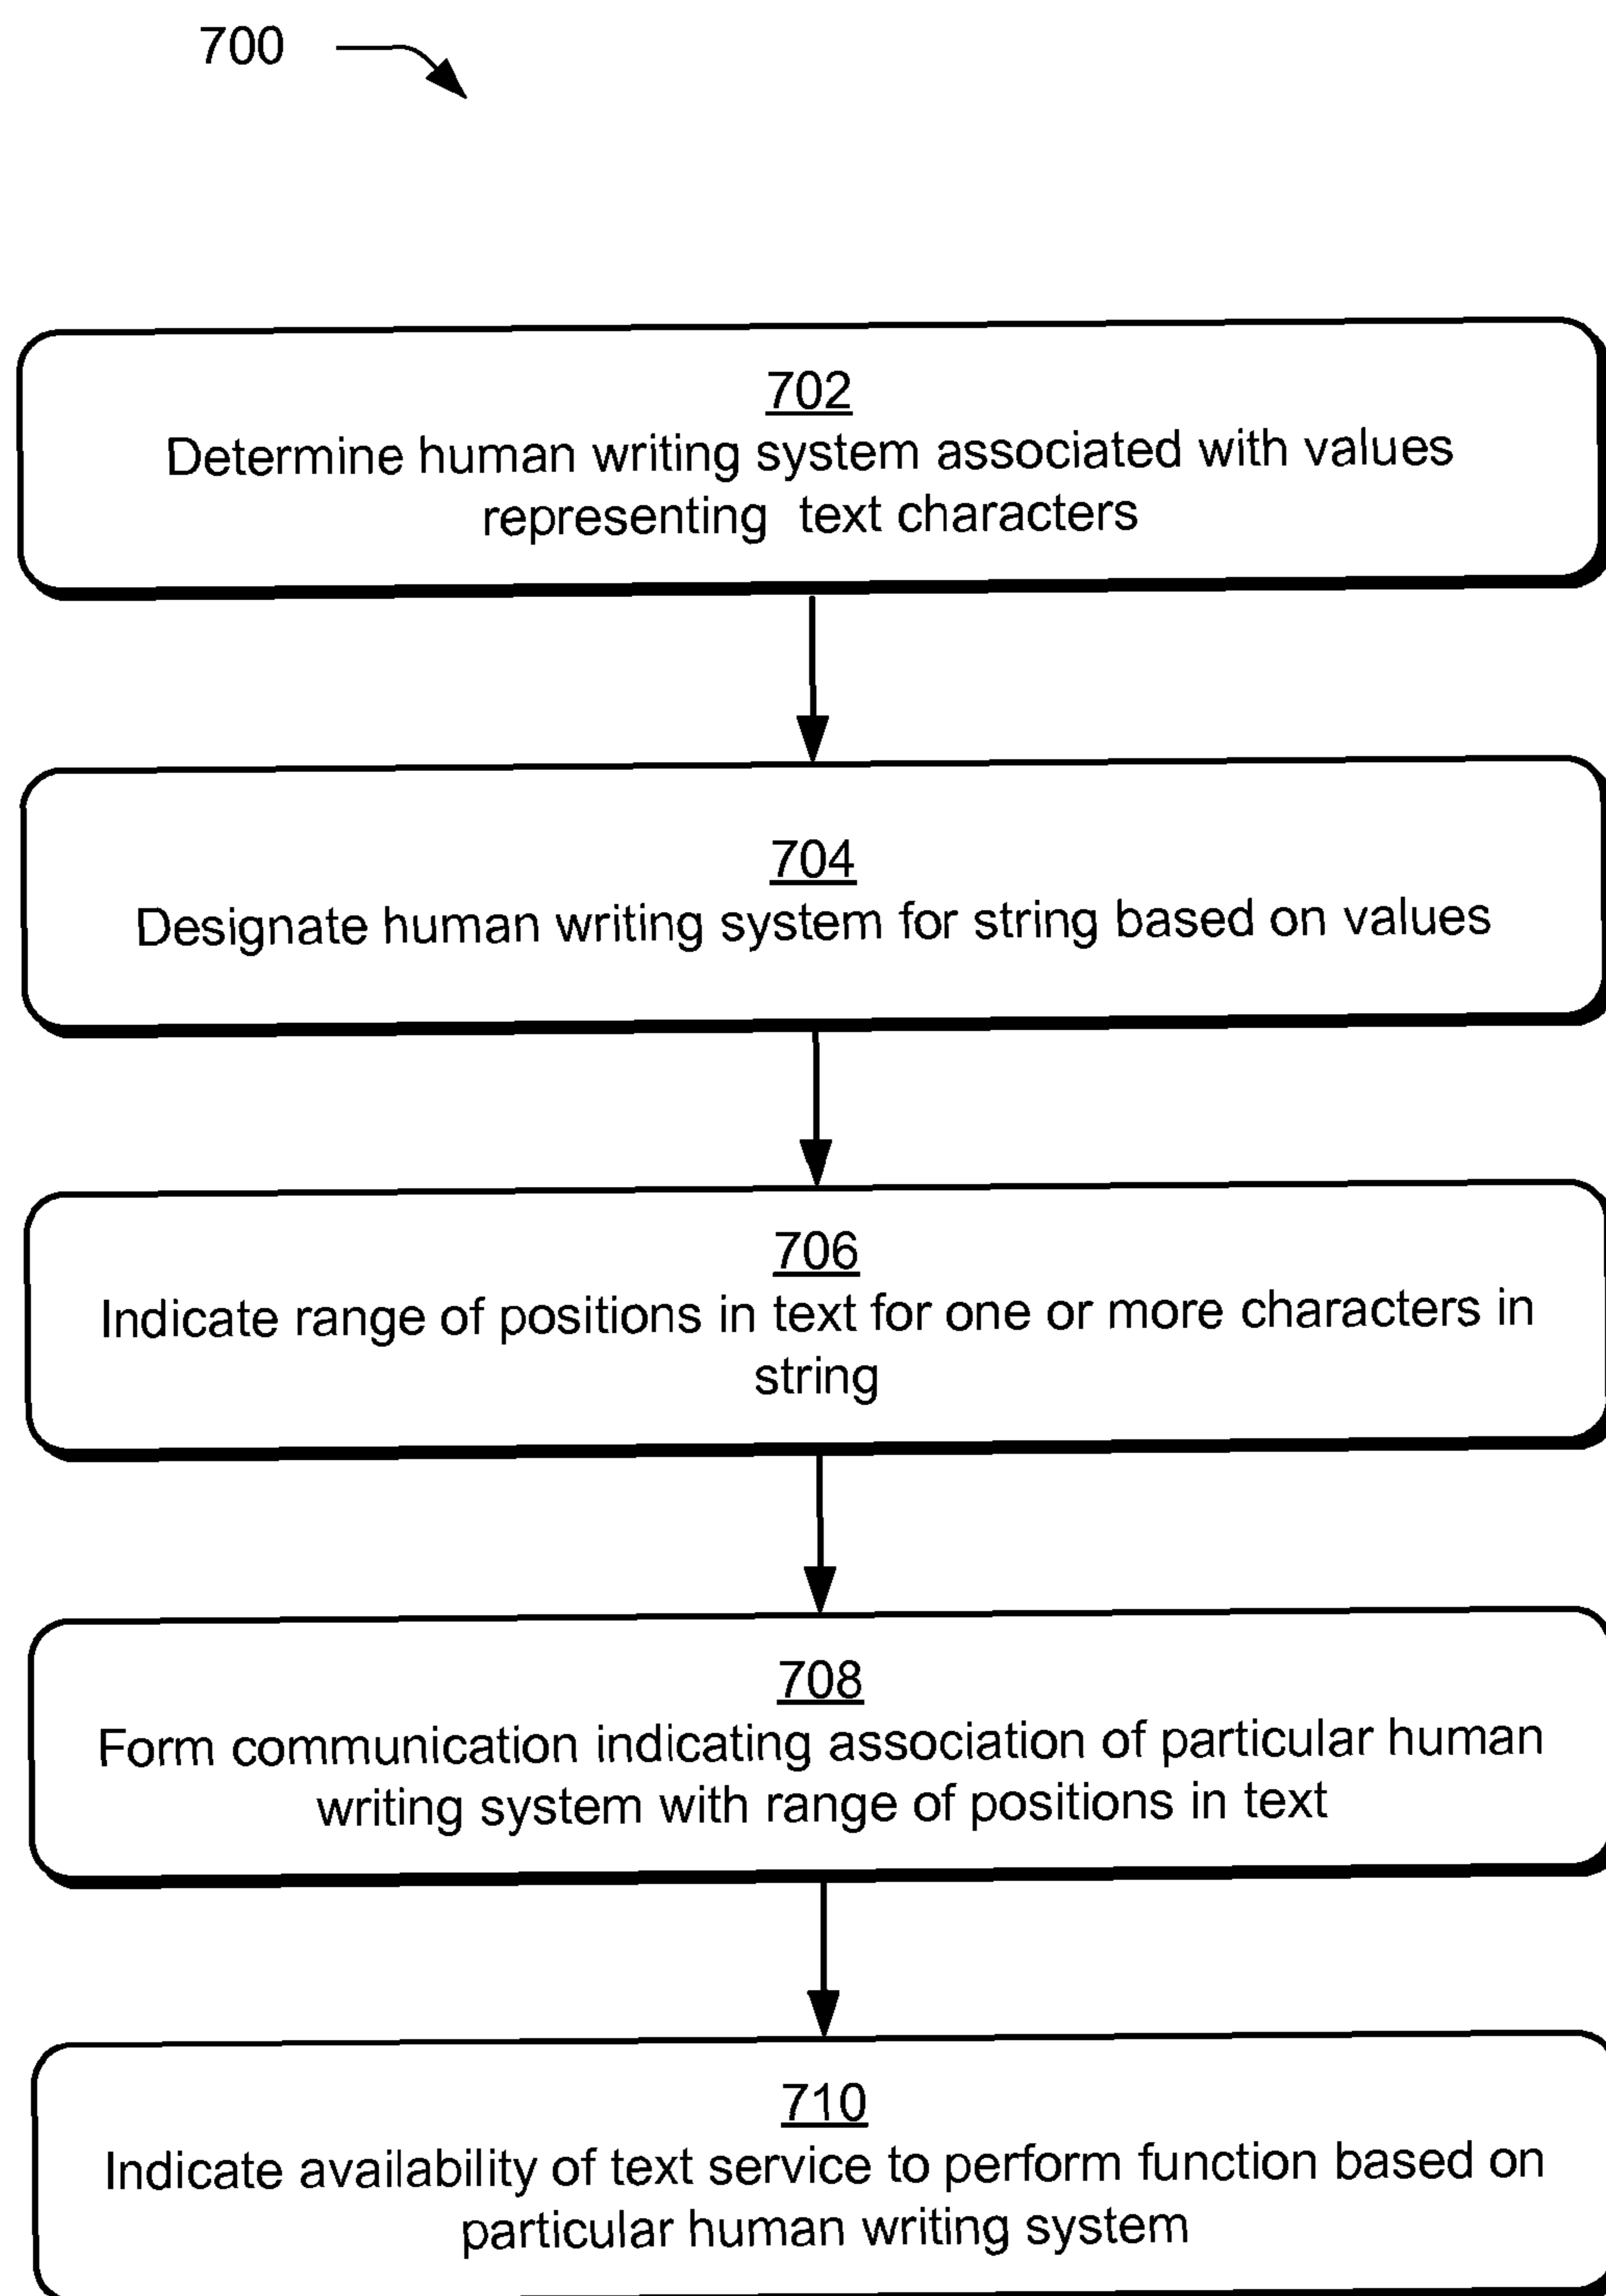 700
702
Determine human writing system associated with values
representing text characters
704
Designate human writing system for string based on values
706
Indicate range of positions in text for one or more characters in
string
708
Form communication indicating association of particular human
writing system with range of positions in text
710
Indicate availability of text service to perform function based on
particular human writing system